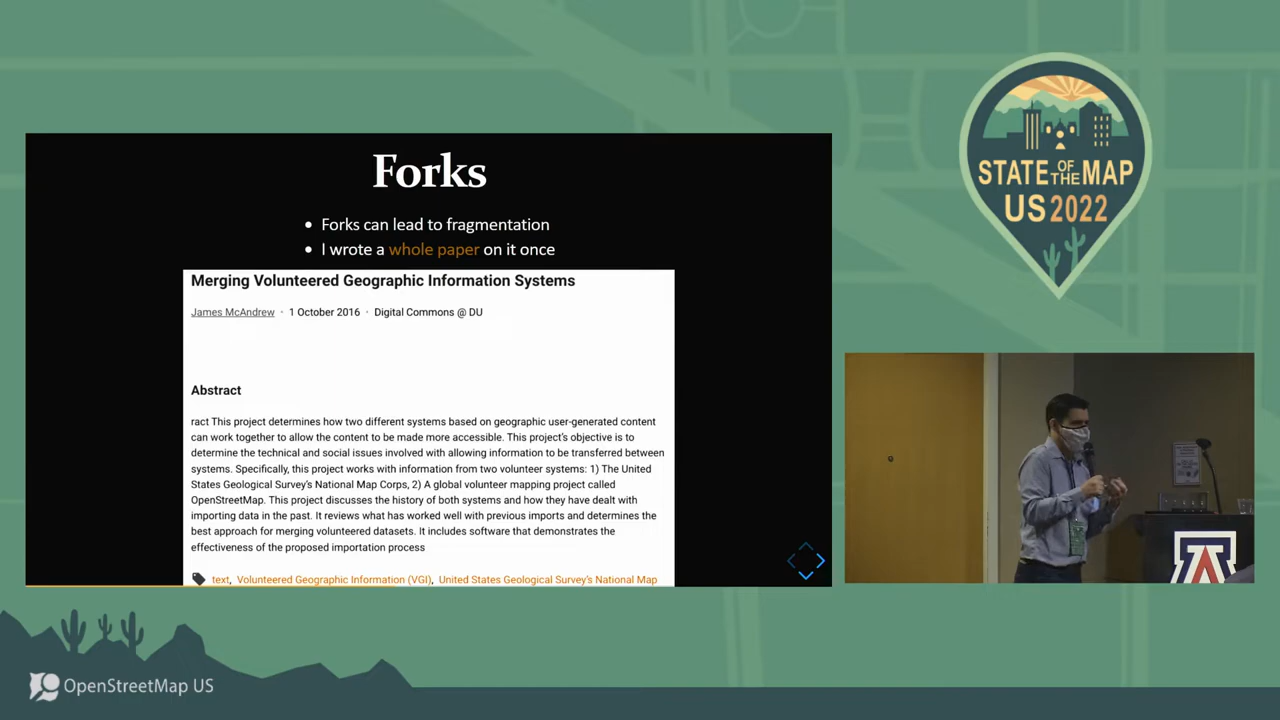 Forks
Forks can lead to fragmentation
I wrote a whole paper on it once
Merging Volunteered Geographic Information Systems
James McAndrew · 1 October 2016 · Digital Commons @ DU
Abstract
ract This project determines how two different systems based on geographic user-generated content
can work together to allow the content to be made more accessible. This project's objective is to
determine the technical and social issues involved with allowing information to be transferred between
systems. Specifically, this project works with information from two volunteer systems: 1) The United
States Geological Survey's National Map Corps, 2) A global volunteer mapping project called
OpenStreetMap. This project discusses the history of both systems and how they have dealt with
importing data in the past. It reviews what has worked well with previous imports and determines the
best approach for merging volunteered datasets. It includes software that demonstrates the
effectiveness of the proposed importation process
text, Volunteered Geographic Information (VGI), United States Geological Survey's National Map
STATE OF THE MAP
US 2022
A
OpenStreetMap US